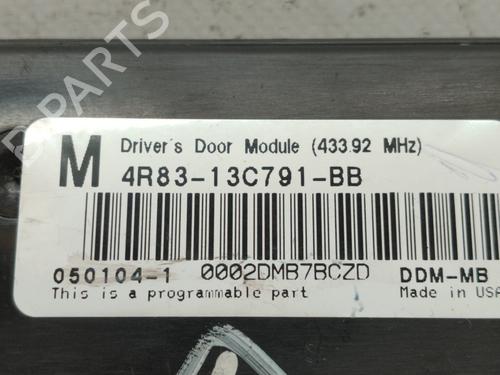 B-PARTS
Driver's Door Module (433.92 MHz)
M 4R83-13C791-BB
050104-1 0002DMB7BCZD DDM-MB
This is a programmable part Made in USA